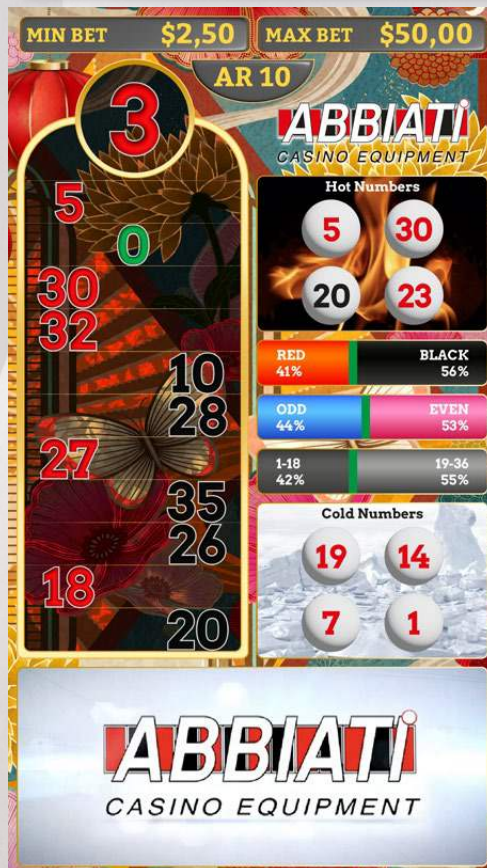 MIN BET $2,50
MAX BET $50,00
AR 10
3
5
0
30
32
10
28
27
35
26
18
20
ABBIATI
CASINO EQUIPMENT
Hot Numbers
5 30
20 23
RED BLACK
41% 56%
ODD EVEN
44% 53%
1-18 19-36
42% 55%
Cold Numbers
19 14
7 1
ABBIATI
CASINO EQUIPMENT